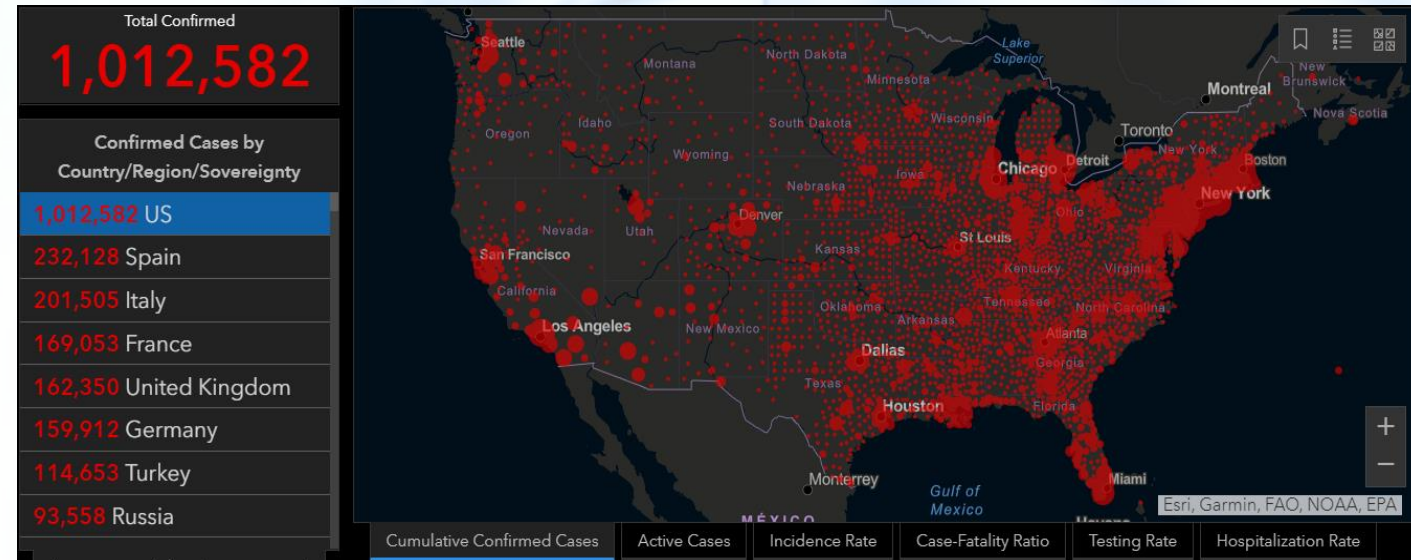 Total Confirmed
1,012,582
Confirmed Cases by
Country/Region/Sovereignty
1,012,582 US
232,128 Spain
201,505 Italy
169,053 France
162,350 United Kingdom
159,912 Germany
114,653 Turkey
93,558 Russia
Seattle
Montana
North Dakota
Lake
Superior
Minnesota
Montreal
New
Brunswick
Nova Scotia
Oregon
Idaho
South Dakota
Wisconsin
Toronto
Wyoming
Chicago
Detroit
New York
Boston
Nebraska
Iowa
New York
Nevada
Utah
Denver
Ohio
San Francisco
Kansas
St Louis
California
Kentucky
Virginia
Los Angeles
New Mexico
Oklahoma
Arkansas
Tennessee
North Carolina
Dallas
Atlanta
Georgia
Texas
Houston
Florida
Monterrey
Gulf of
Mexico
Miami
MÉXICO
Havana
Esri, Garmin, FAO, NOAA, EPA
Cumulative Confirmed Cases
Active Cases
Incidence Rate
Case-Fatality Ratio
Testing Rate
Hospitalization Rate